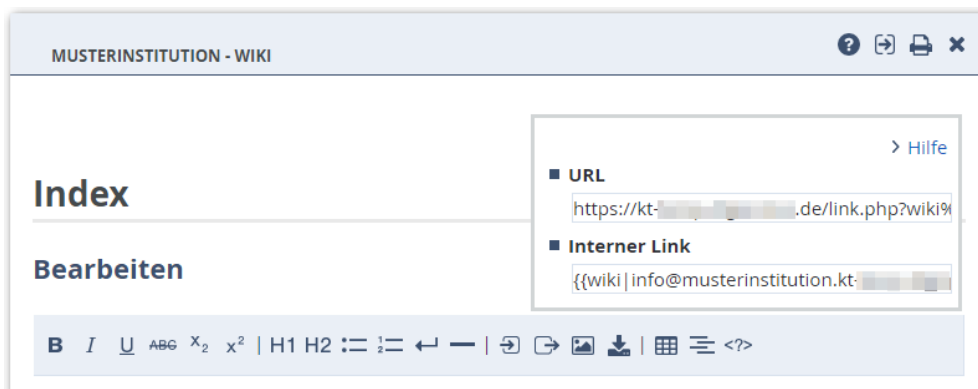 MUSTERINSTITUTION - WIKI
Hilfe
URL
https://kt- .de/link.php?wiki%
Index
Interner Link
{{wiki|info@musterinstitution.kt-
Bearbeiten
B I U ABC X2 x2 | H1 H2 | <?>